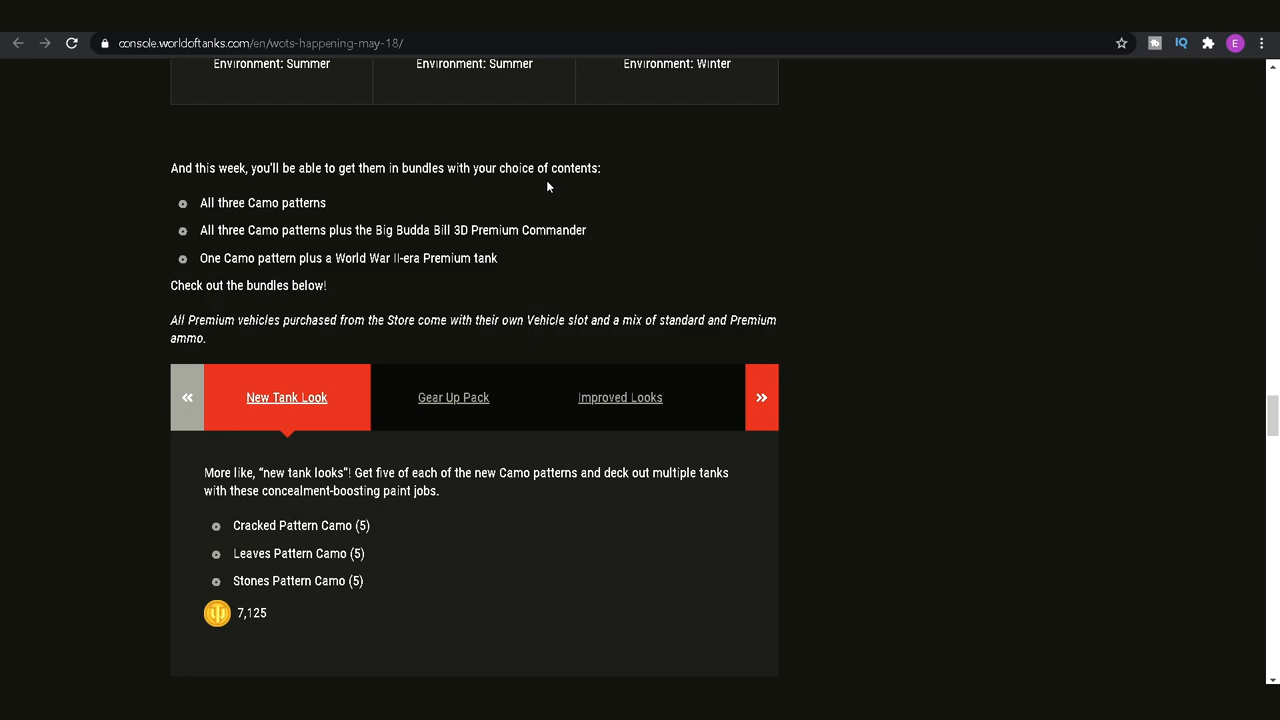 console.worldoftanks.com/en/wots-happening-may-18/
Environment: Summer
Environment: Summer
Environment: Winter
And this week, you'll be able to get them in bundles with your choice of contents:
All three Camo patterns
All three Camo patterns plus the Big Budda Bill 3D Premium Commander
One Camo pattern plus a World War II-era Premium tank
Check out the bundles below!
All Premium vehicles purchased from the Store come with their own Vehicle slot and a mix of standard and Premium
ammo.
«
New Tank Look
Gear Up Pack
Improved Looks
»
More like, “new tank looks”! Get five of each of the new Camo patterns and deck out multiple tanks
with these concealment-boosting paint jobs.
Cracked Pattern Camo (5)
Leaves Pattern Camo (5)
Stones Pattern Camo (5)
7,125